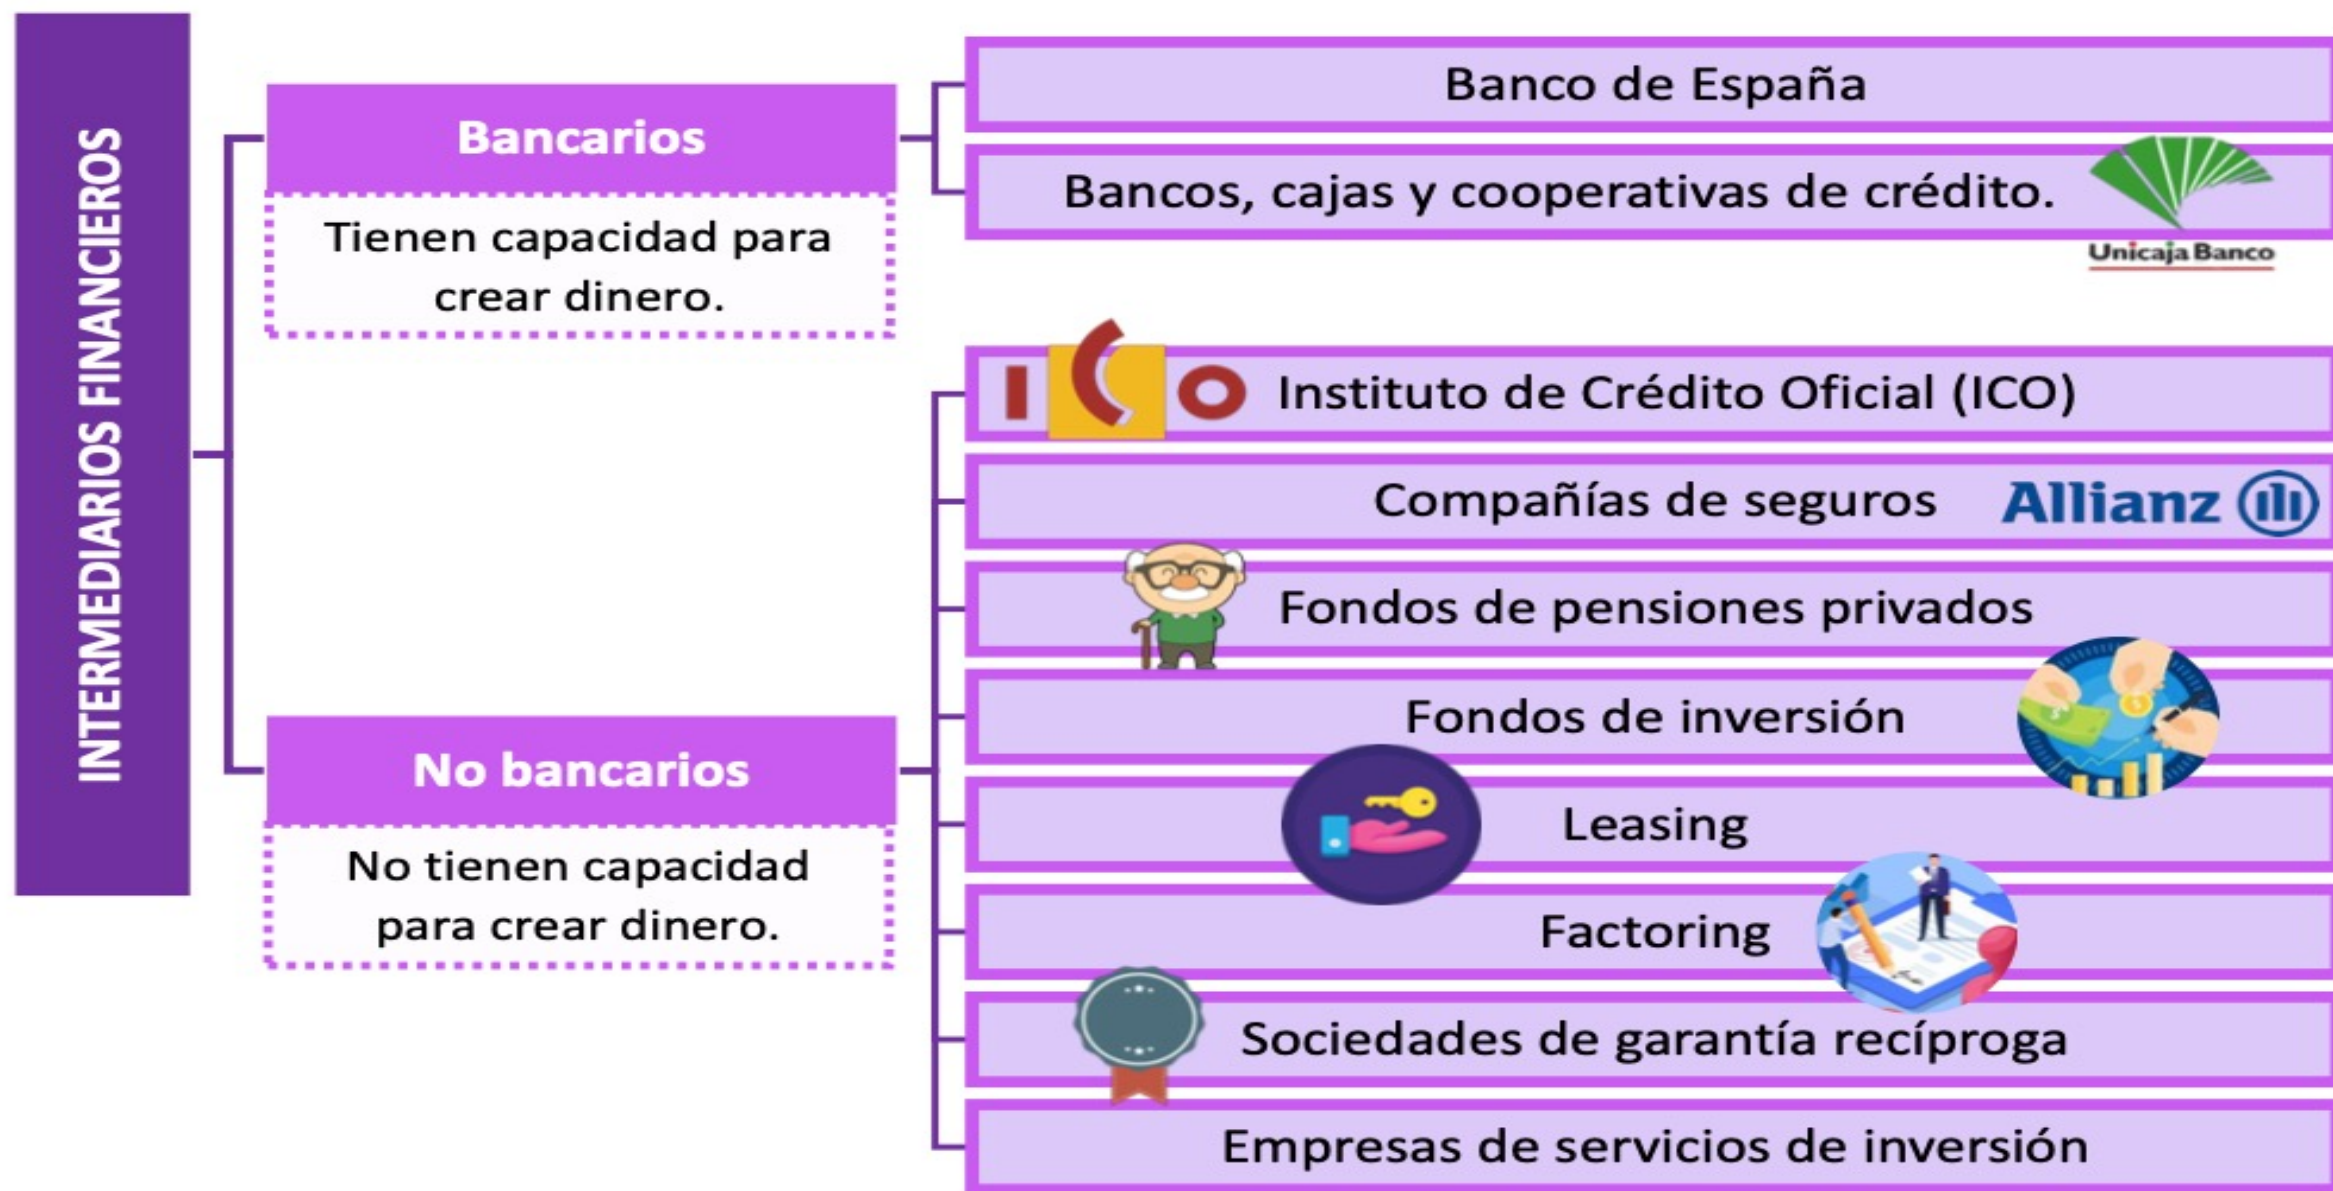 INTERMEDIARIOS FINANCIEROS
Bancarios
Tienen capacidad para
crear dinero.
Banco de España
Bancos, cajas y cooperativas de crédito.
Unicaja Banco
No bancarios
No tienen capacidad
para crear dinero.
ICO
Instituto de Crédito Oficial (ICO)
Compañías de seguros
Allianz
Fondos de pensiones privados
Fondos de inversión
Leasing
Factoring
Sociedades de garantía recíproga
Empresas de servicios de inversión